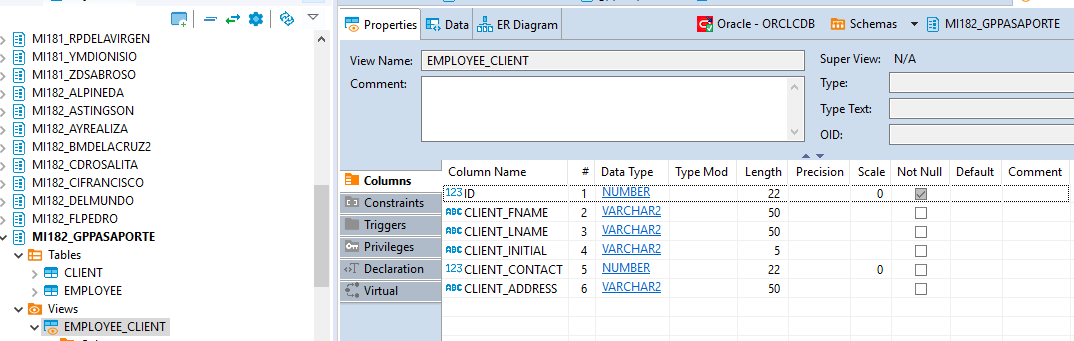 MI181_RPDELAVIRGEN
MI181_YMDIONISIO
MI181_ZDSABROSO
MI182_ALPINEDA
MI182_ASTINGSON
MI182_AYREALIZA
MI182_BMDELACRUZ2
MI182_CDROSALITA
MI182_CIFRANCISCO
MI182_DELMUNDO
MI182_FLPEDRO
MI182_GPPASAPORTE
Tables
CLIENT
EMPLOYEE
Views
EMPLOYEE_CLIENT
Properties Data ER Diagram Oracle - ORCLCDB Schemas MI182_GPPASAPORTE
View Name: EMPLOYEE_CLIENT Super View: N/A
Comment: Type:
Type Text:
OID:
Columns
Constraints
Triggers
Privileges
Declaration
Virtual
Column Name # Data Type Type Mod Length Precision Scale Not Null Default Comment
123 ID 1 NUMBER 22 0
ABC CLIENT_FNAME 2 VARCHAR2 50
ABC CLIENT_LNAME 3 VARCHAR2 50
ABC CLIENT_INITIAL 4 VARCHAR2 5
123 CLIENT_CONTACT 5 NUMBER 22 0
ABC CLIENT_ADDRESS 6 VARCHAR2 50